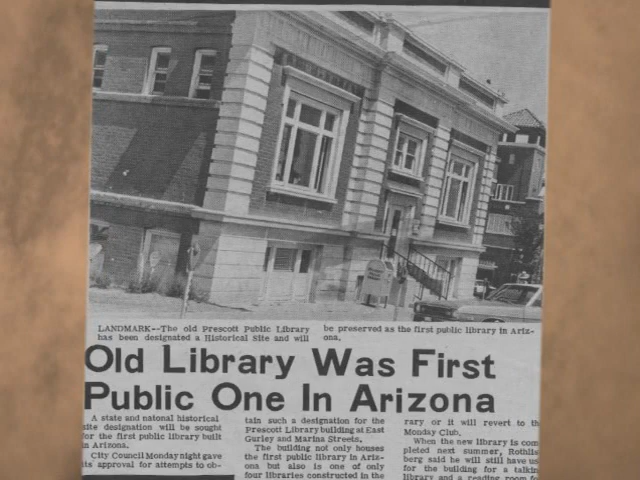 LANDMARK--The old Prescott Public Library
has been designated a Historical Site and will
be preserved as the first public library in Ariz-
ona.
Old Library Was First
Public One In Arizona
A state and natonal historical
site designation will be sought
for the first public library built
in Arizona.
City Council Monday night gave
its approval for attempts to ob-
tain such a designation for the
Prescott Library building at East
Gurley and Marina Streets.
The building not only houses
the first public library in Ariz-
ona but also is one of only
four libraries constructed in the
rary or it will revert to th
Monday Club.
When the new library is com
pleted next summer, Rothlis
berg said he will still have us
for the building for a talkin
library and a reading room fo